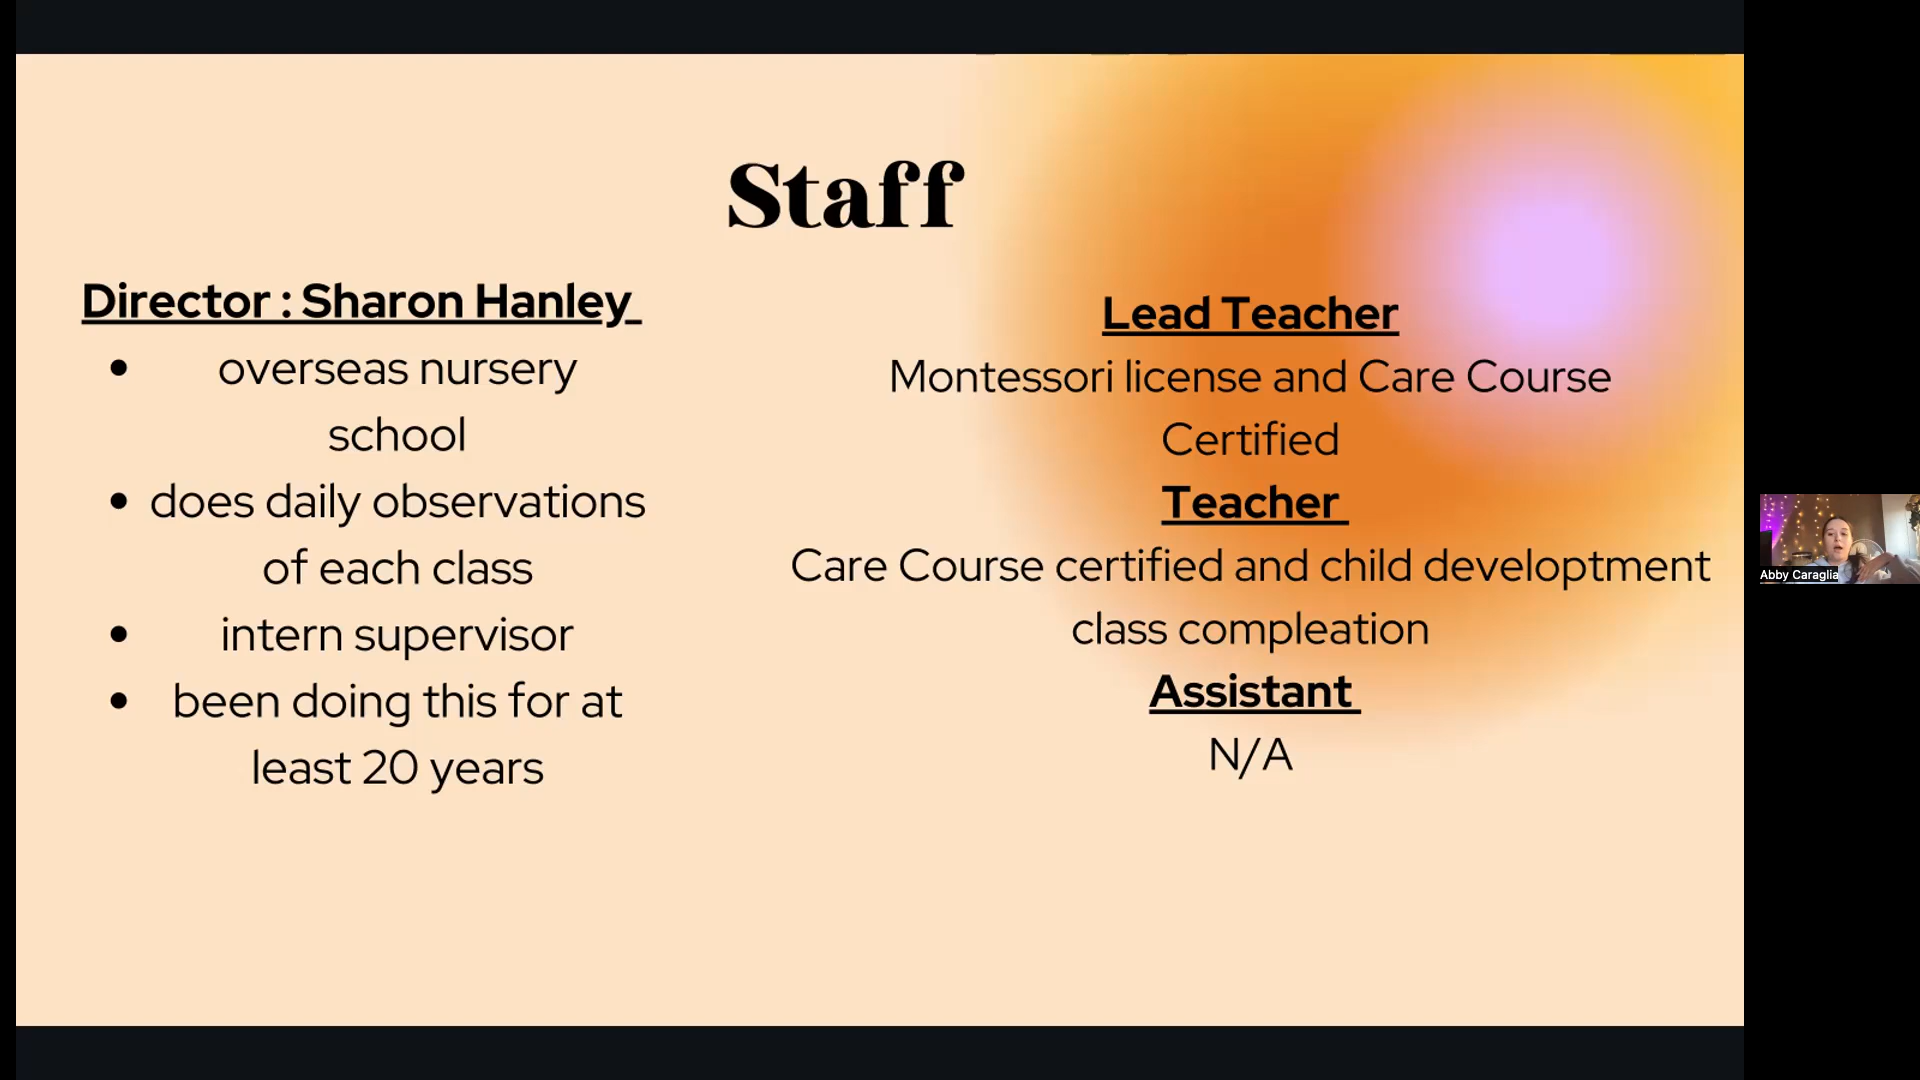 Staff
Director : Sharon Hanley
• overseas nursery
school
• does daily observations
of each class
• intern supervisor
• been doing this for at
least 20 years
Lead Teacher
Montessori license and Care Course
Certified
Teacher
Care Course certified and child developtment
class compleation
Assistant
N/A
Abby Caraglia